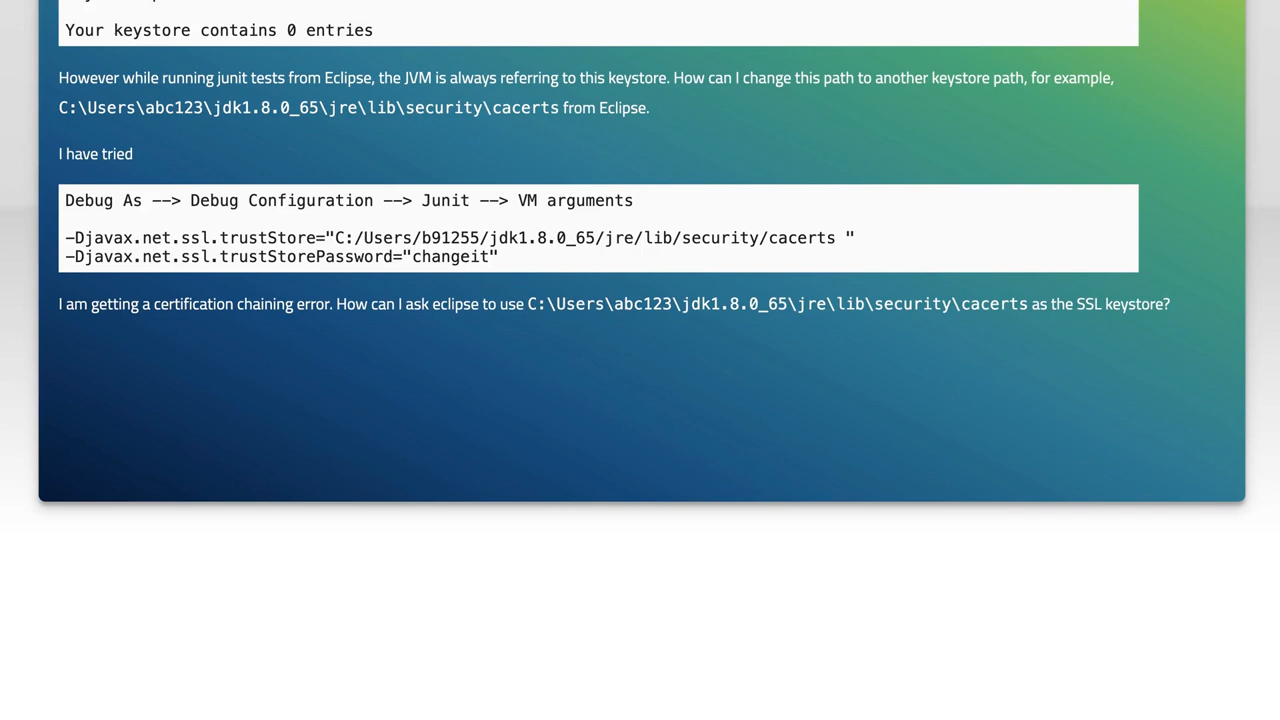 Your keystore contains 0 entries
However while running junit tests from Eclipse, the JVM is always referring to this keystore. How can I change this path to another keystore path, for example,
C:\Users\abc123\jdk1.8.0_65\jre\lib\security\cacerts from Eclipse.
I have tried
Debug As --> Debug Configuration --> Junit --> VM arguments
-Djavax.net.ssl.trustStore="C:/Users/b91255/jdk1.8.0_65/jre/lib/security/cacerts "
-Djavax.net.ssl.trustStorePassword="changeit"
I am getting a certification chaining error. How can I ask eclipse to use C:\Users\abc123\jdk1.8.0_65\jre\lib\security\cacerts as the SSL keystore?